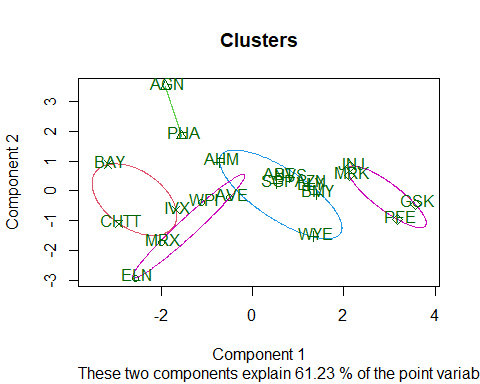 Clusters
AGN
PHA
BAY
AHM
IVX
WPI
AVE
CHTT
MRX
ELN
WYE
MRK
GSK
PFE
Component 2
3
2
1
0
-1
-2
-3
-2
0
2
4
Component 1
These two components explain 61.23 % of the point variab